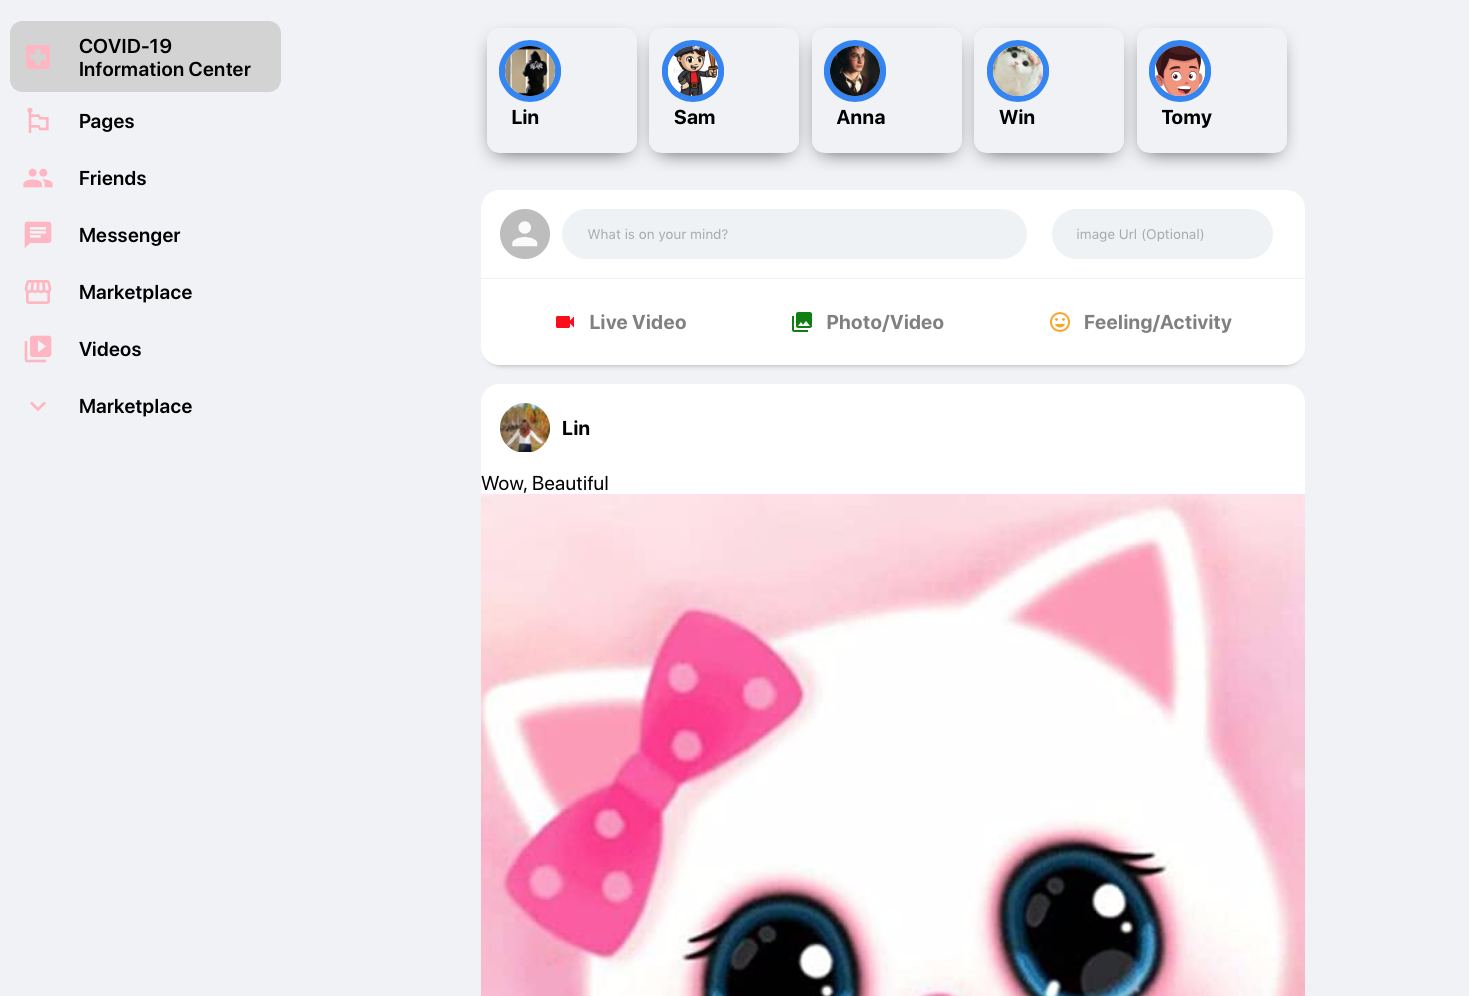 COVID-19
Information Center
Pages
Friends
Messenger
Marketplace
Videos
Marketplace
Lin
Sam
Anna
Win
Tomy
What is on your mind?
image Url (Optional)
Live Video
Photo/Video
Feeling/Activity
Lin
Wow, Beautiful